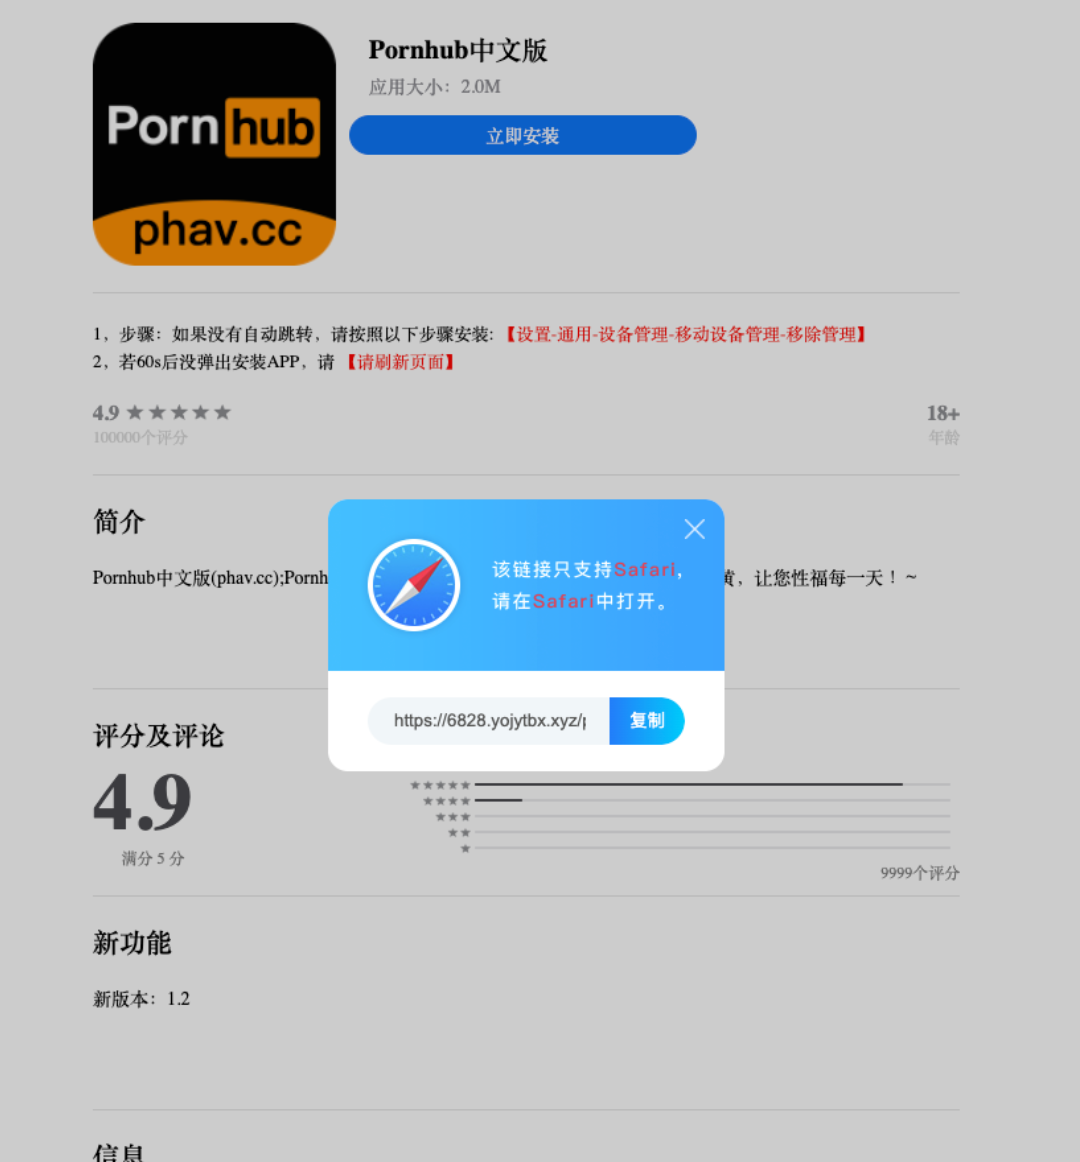 Pornhub
phav.cc
Pornhub中文版
应用大小：2.0M
立即安装
1，步骤：如果没有自动跳转，请按照以下步骤安装:【设置-通用-设备管理-移动设备管理-移除管理】
2，若60s后没弹出安装APP，请【请刷新页面】
4.9 ★★★★★
18+
100000个评分
年龄
简介
Pornhub中文版(phav.cc);Pornh
，让您性福每一天！~
该链接只支持Safari,
请在Safari中打开。
https://6828.yojytbx.xyz/
复制
评分及评论
4.9
满分 5 分
★★★★★
★★★★
★★★
★★
★
9999个评分
新功能
新版本：1.2
信息